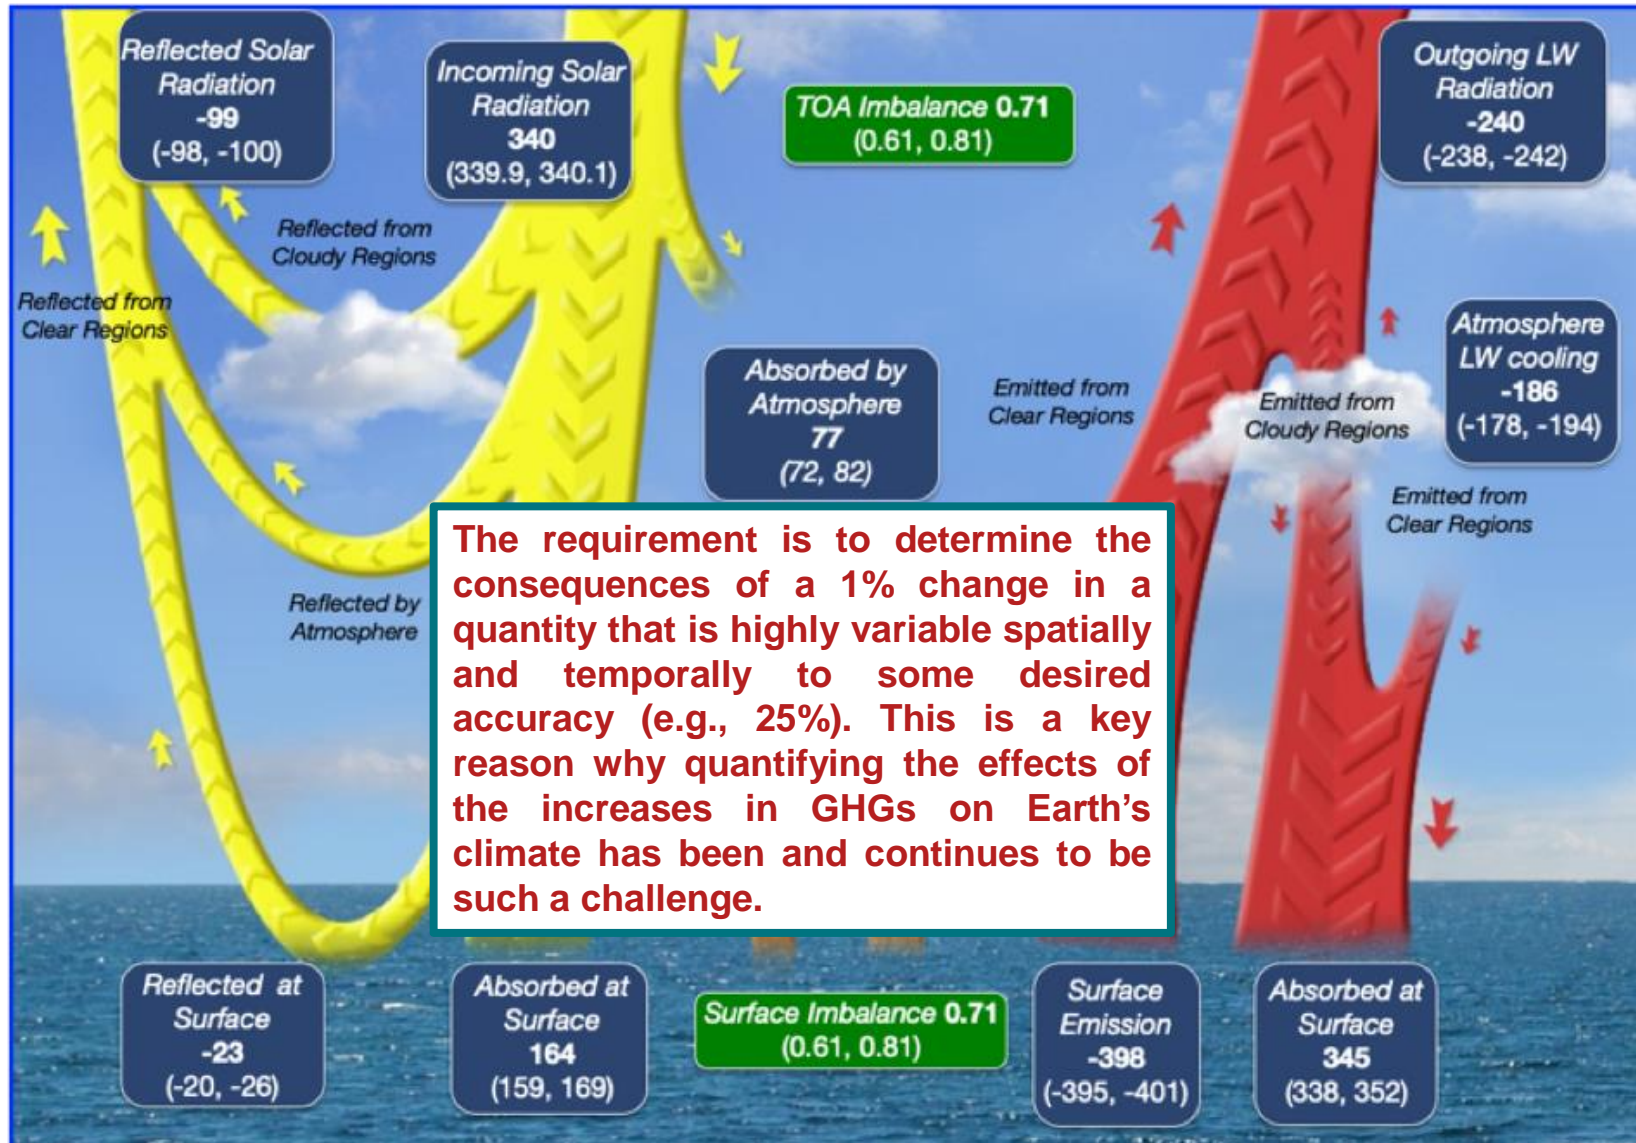 Reflected Solar
Radiation
-99
(-98, -100)
Incoming Solar
Radiation
340
(339.9, 340.1)
TOA Imbalance 0.71
(0.61, 0.81)
Outgoing LW
Radiation
-240
(-238, -242)
Reflected from
Cloudy Regions
Reflected from
Clear Regions
Absorbed by
Atmosphere
77
(72, 82)
Emitted from
Clear Regions
Emitted from
Cloudy Regions
Atmosphere
LW cooling
-186
(-178, -194)
Emitted from
Clear Regions
Reflected by
Atmosphere
The requirement is to determine the
consequences of a 1% change in a
quantity that is highly variable spatially
and temporally to some desired
accuracy (e.g., 25%). This is a key
reason why quantifying the effects of
the increases in GHGs on Earth’s
climate has been and continues to be
such a challenge.
Reflected at
Surface
-23
(-20, -26)
Absorbed at
Surface
164
(159, 169)
Surface Imbalance 0.71
(0.61, 0.81)
Surface
Emission
-398
(-395, -401)
Absorbed at
Surface
345
(338, 352)